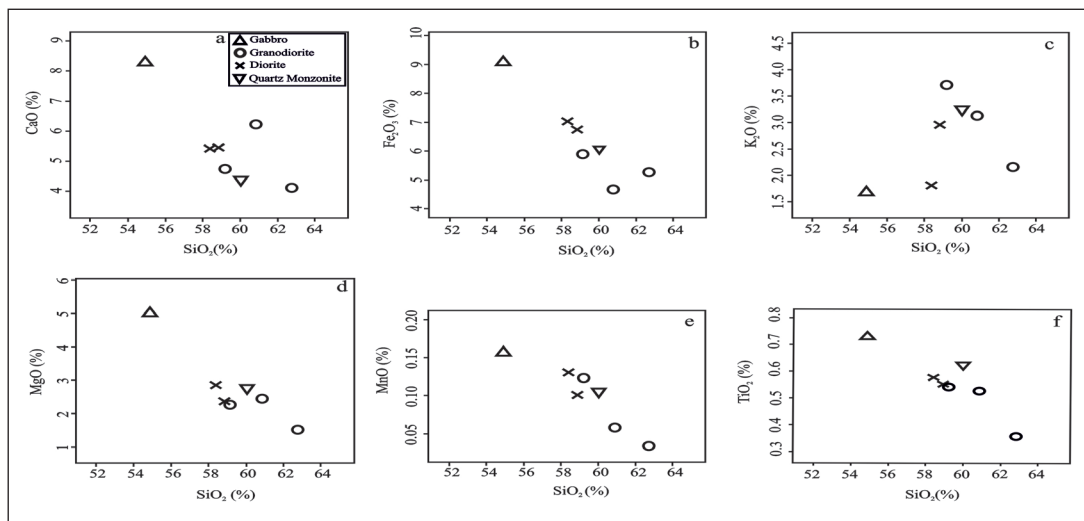 a
Gabbro
Granodiorite
Diorite
Quartz Monzonite
CaO (%)
9
8
7
6
5
4
52 54 56 58 60 62 64
SiO₂(%)
b
Fe₂O₃(%)
10
9
8
7
6
5
4
52 54 56 58 60 62 64
SiO₂(%)
c
K₂O (%)
4.5
4.0
3.5
3.0
2.5
2.0
1.5
52 54 56 58 60 62 64
SiO₂(%)
d
MgO (%)
6
5
4
3
2
1
52 54 56 58 60 62 64
SiO₂ (%)
e
MnO (%)
0.20
0.15
0.10
0.05
52 54 56 58 60 62 64
SiO₂(%)
f
TiO₂ (%)
0.8
0.7
0.6
0.5
0.4
0.3
52 54 56 58 60 62 64
SiO₂(%)